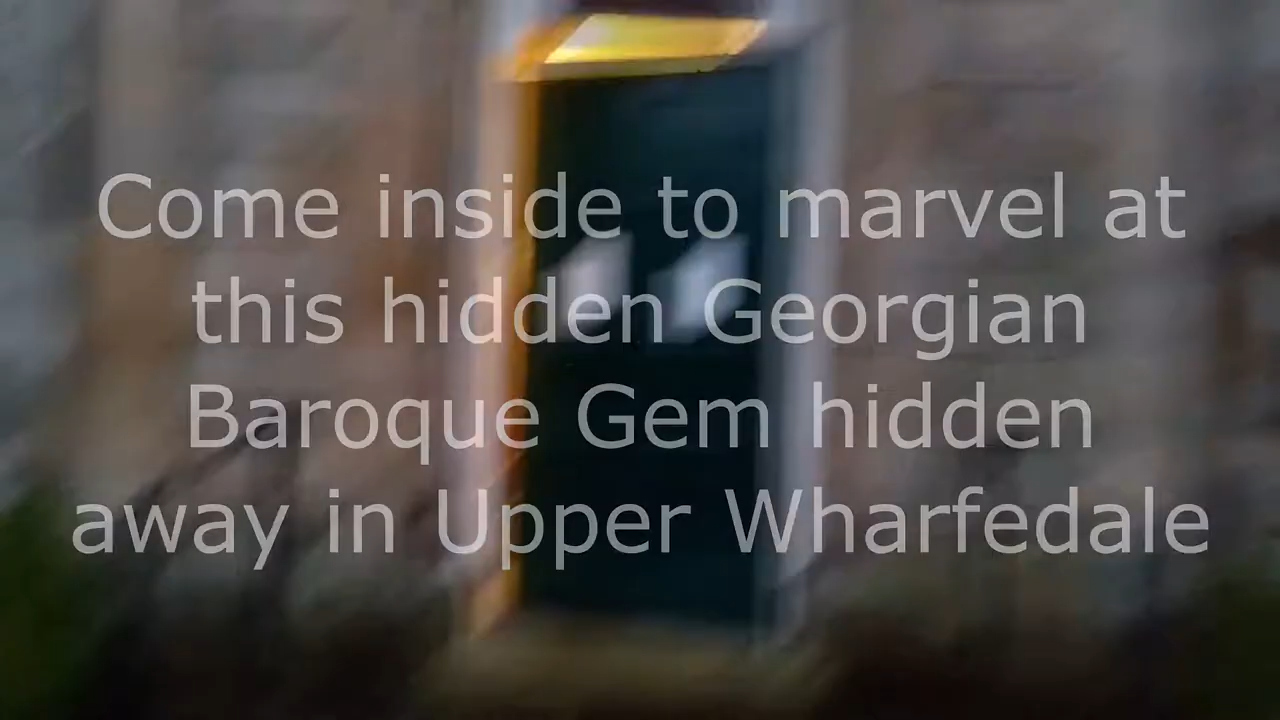 Come inside to marvel at
this hidden Georgian
Baroque Gem hidden
away in Upper Wharfedale